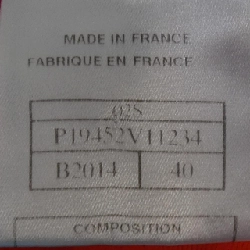 MADE IN FRANCE
FABRIQUE EN FRANCE
028
P19452V11234
B2014 40
COMPOSITION